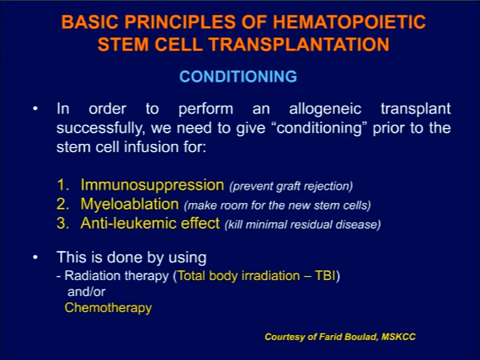 BASIC PRINCIPLES OF HEMATOPOIETIC
STEM CELL TRANSPLANTATION
CONDITIONING
• In order to perform an allogeneic transplant
successfully, we need to give “conditioning” prior to the
stem cell infusion for:
1. Immunosuppression (prevent graft rejection)
2. Myeloablation (make room for the new stem cells)
3. Anti-leukemic effect (kill minimal residual disease)
• This is done by using
- Radiation therapy (Total body irradiation – TBI)
and/or
Chemotherapy
Courtesy of Farid Boulad, MSKCC